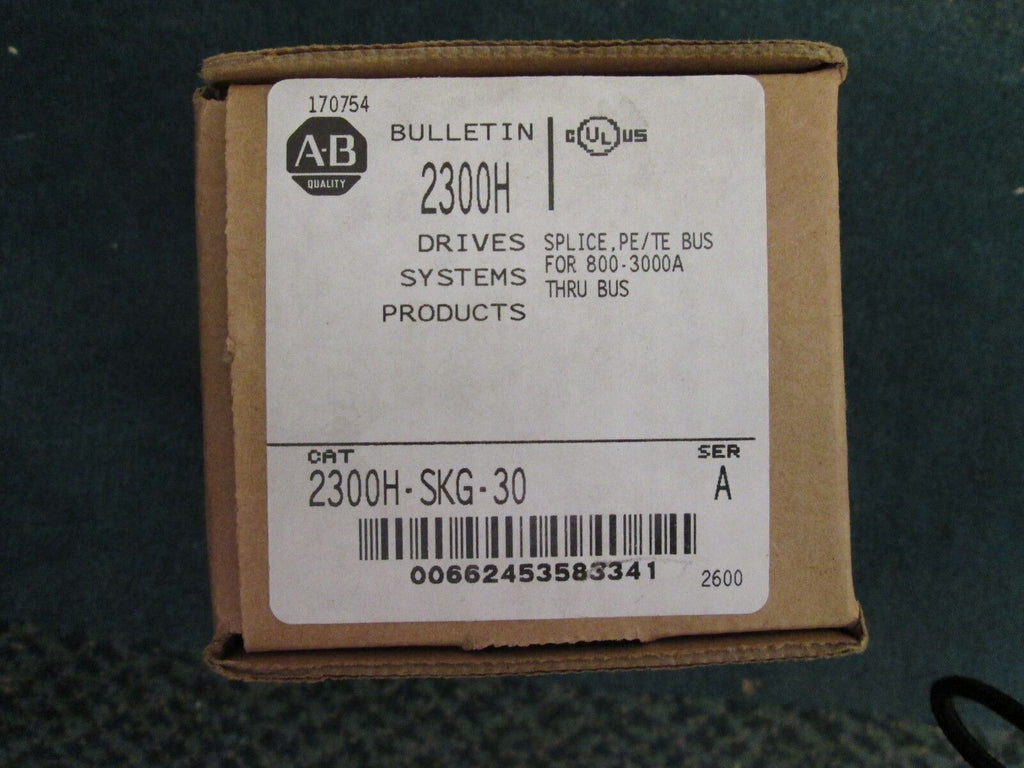 170754
A-B
QUALITY
BULLETIN
2300H
DRIVES
SYSTEMS
PRODUCTS
c UL us
SPLICE,PE/TE BUS
FOR 800-3000A
THRU BUS
CAT
2300H-SKG-30
SER
A
00662453583341
2600